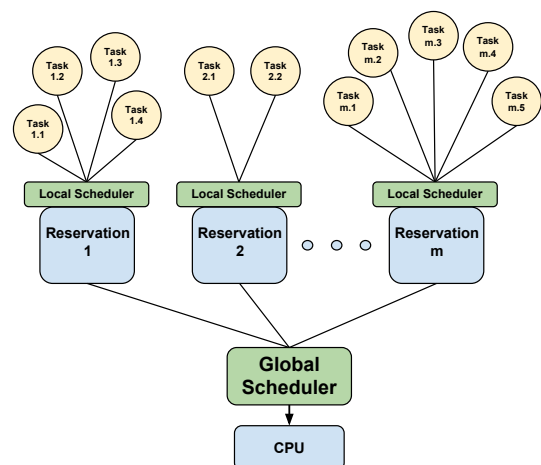 Task
1.1
Task
1.2
Task
1.3
Task
1.4
Task
2.1
Task
2.2
Task
m.1
Task
m.2
Task
m.3
Task
m.4
Task
m.5
Local Scheduler
Local Scheduler
Local Scheduler
Reservation
1
Reservation
2
Reservation
m
Global
Scheduler
CPU